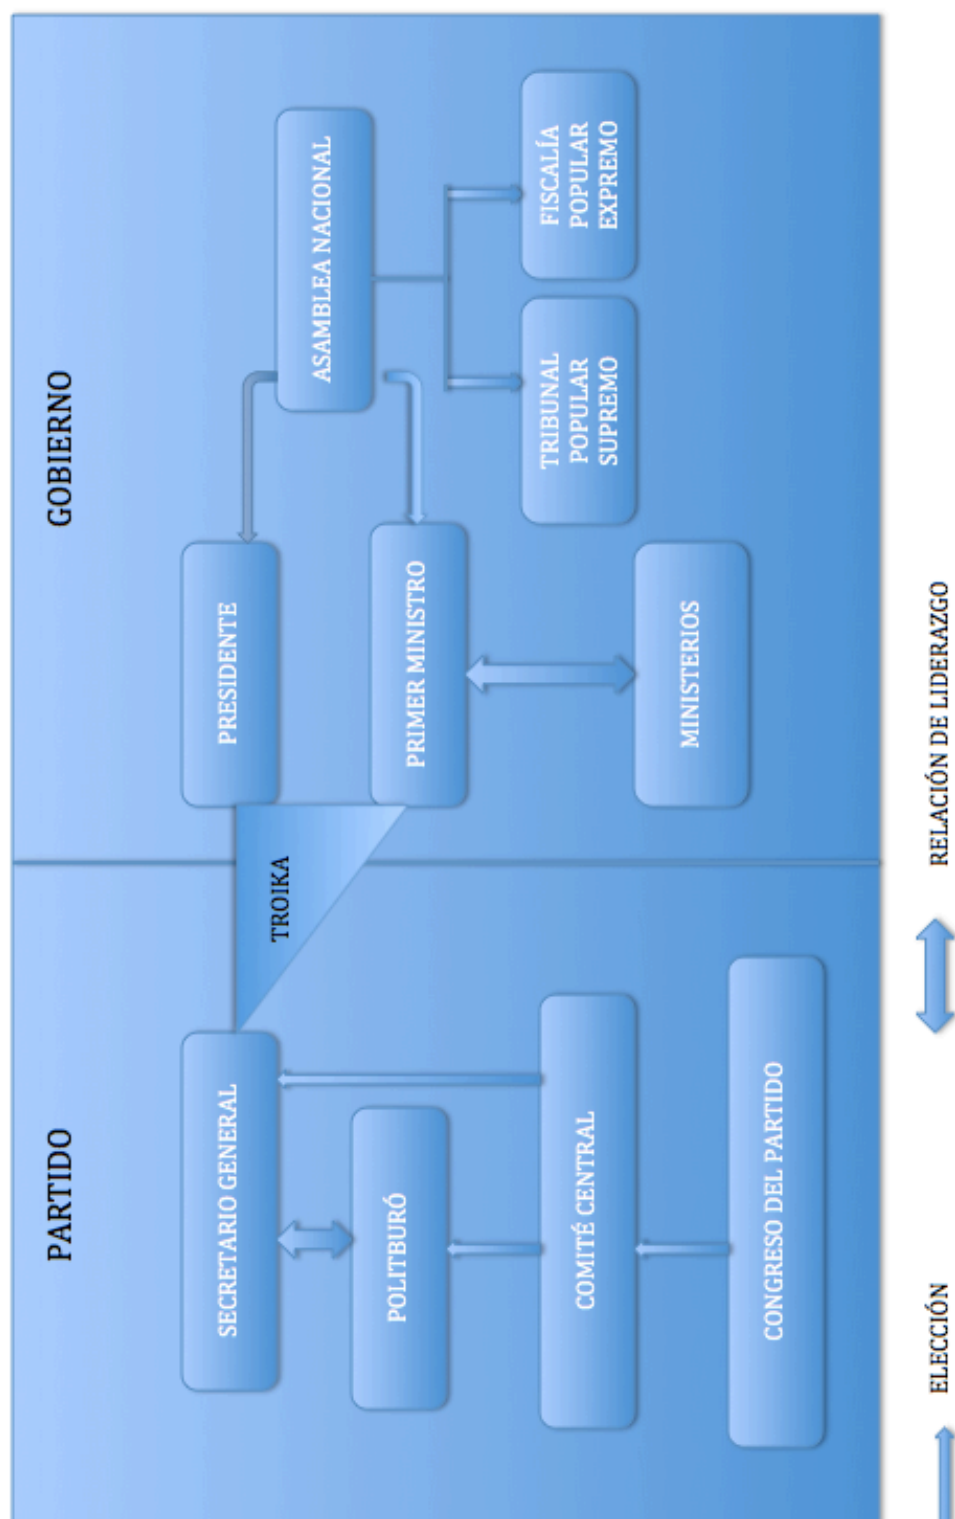 PARTIDO
GOBIERNO
SECRETARIO GENERAL
TROIKA
PRESIDENTE
ASAMBLEA NACIONAL
POLITBURÓ
PRIMER MINISTRO
COMITÉ CENTRAL
TRIBUNAL
POPULAR
SUPREMO
FISCALÍA
POPULAR
EXPREMO
CONGRESO DEL PARTIDO
MINISTERIOS
ELECCIÓN
RELACIÓN DE LIDERAZGO